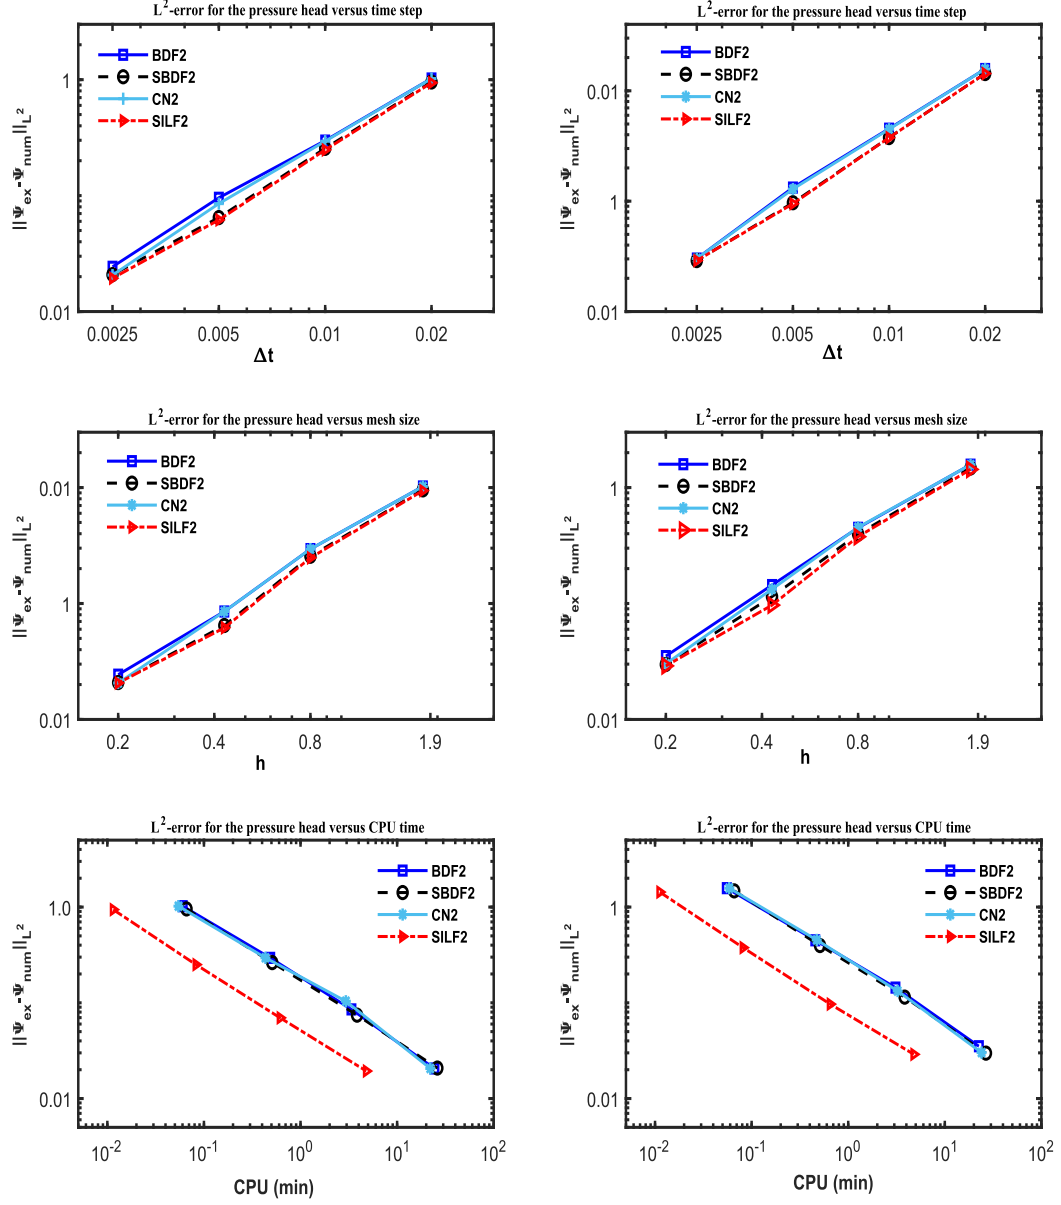 L²-error for the pressure head versus time step
BDF2
SBDF2
CN2
SILF2
1
0.01
||Ψex-Ψnum||L²
0.0025 0.005 0.01 0.02
Δt
L²-error for the pressure head versus time step
BDF2
SBDF2
CN2
SILF2
0.01
1
0.01
||Ψex-Ψnum||L²
0.0025 0.005 0.01 0.02
Δt
L²-error for the pressure head versus mesh size
BDF2
SBDF2
CN2
SILF2
0.01
1
0.01
||Ψex-Ψnum||L²
0.2 0.4 0.8 1.9
h
L²-error for the pressure head versus mesh size
BDF2
SBDF2
CN2
SILF2
1
0.01
||Ψex-Ψnum||L²
0.2 0.4 0.8 1.9
h
L²-error for the pressure head versus CPU time
BDF2
SBDF2
CN2
SILF2
1.0
0.01
||Ψex-Ψnum||L²
10⁻² 10⁻¹ 10⁰ 10¹ 10²
CPU (min)
L²-error for the pressure head versus CPU time
BDF2
SBDF2
CN2
SILF2
1.0
0.01
||Ψex-Ψnum||L²
10⁻² 10⁻¹ 10⁰ 10¹ 10²
CPU (min)